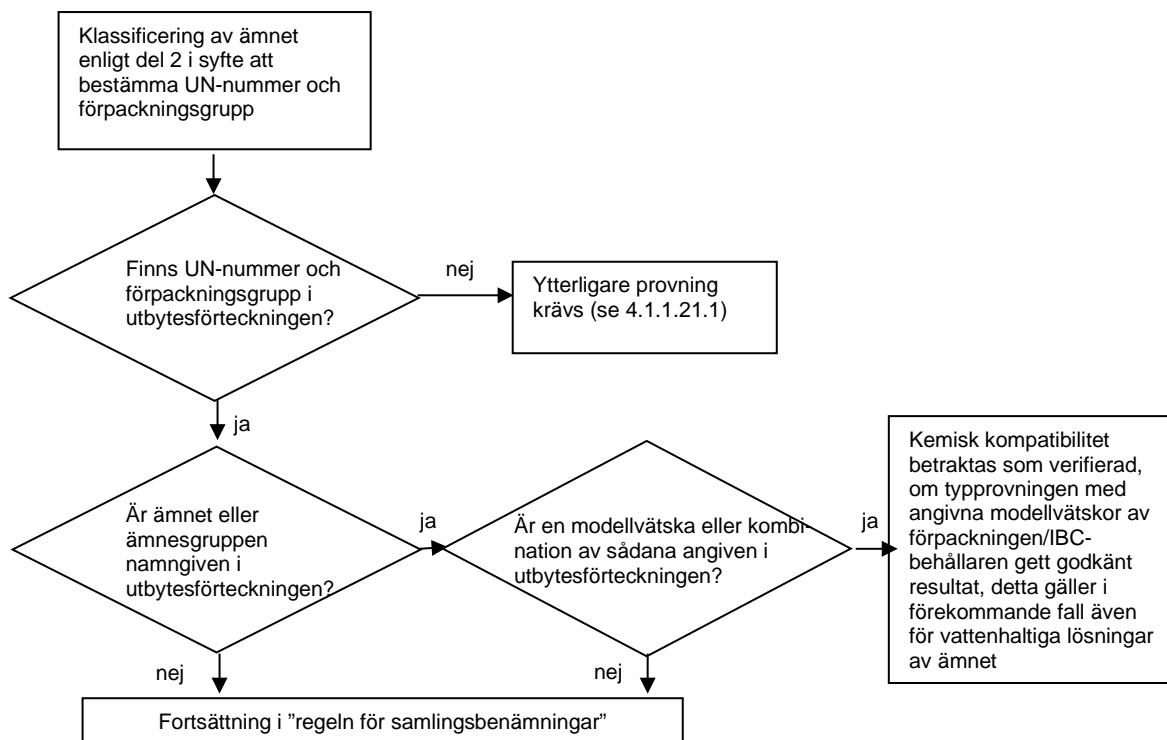 Klassificering av ämnet
enligt del 2 i syfte att
bestämma UN-nummer och
förpackningsgrupp
Finns UN-nummer och
förpackningsgrupp i
utbytesförteckningen?
nej
Ytterligare provning
krävs (se 4.1.1.21.1)
ja
Är ämnet eller
ämnesgruppen
namngiven i
utbytesförteckningen?
ja
Är en modellvätska eller kombi-
nation av sådana angiven i
utbytesförteckningen?
ja
Kemisk kompatibilitet
betraktas som verifierad,
om typprovningen med
angivna modellvätskor av
förpackningen/IBC-
behållaren gett godkänt
resultat, detta gäller i
förekommande fall även
för vattenhaltiga lösningar
av ämnet
nej
nej
Fortsättning i ”regeln för samlingsbenämningar”